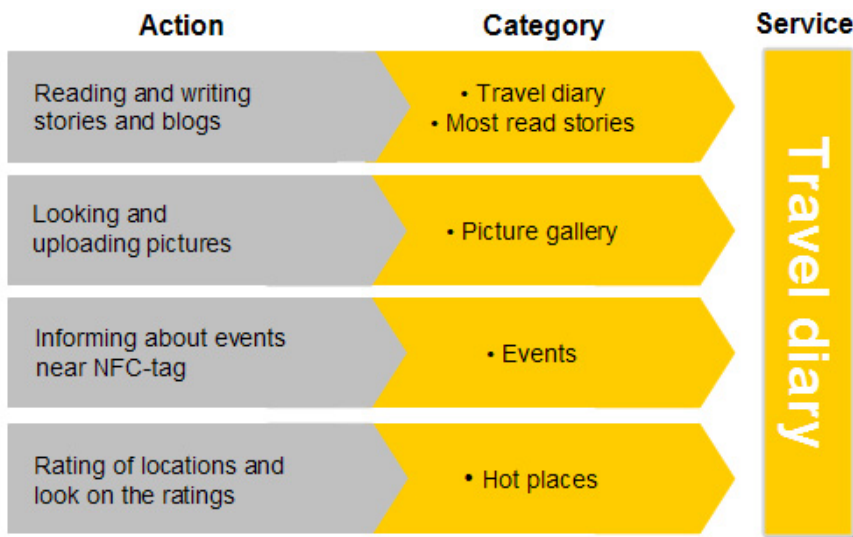 Action
Category
Service
Reading and writing
stories and blogs
• Travel diary
• Most read stories
Looking and
uploading pictures
• Picture gallery
Informing about events
near NFC-tag
• Events
Rating of locations and
look on the ratings
• Hot places
Travel diary